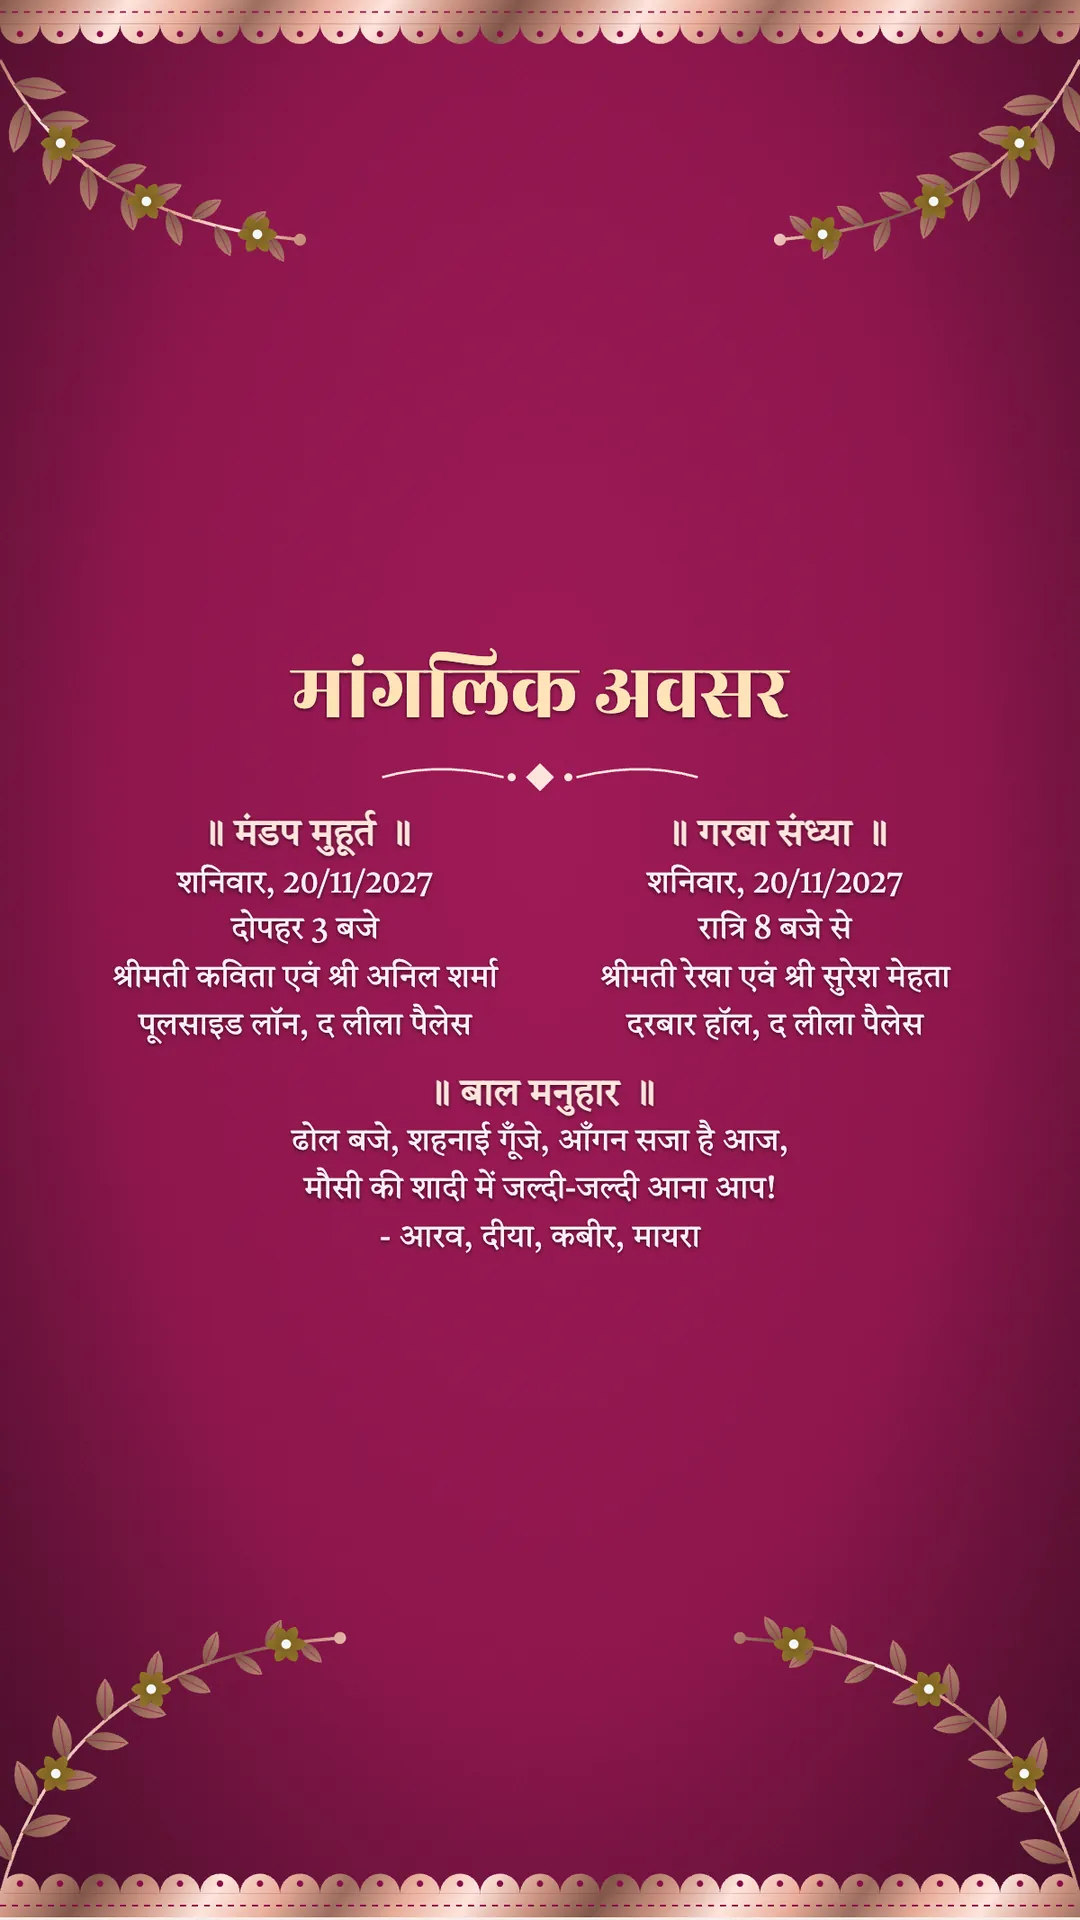 मांगलिक अवसर
॥ मंडप मुहूर्त ॥
शनिवार, 20/11/2027
दोपहर 3 बजे
श्रीमती कविता एवं श्री अनिल शर्मा
पूलसाइड लॉन, द लीला पैलेस
॥ गरबा संध्या ॥
शनिवार, 20/11/2027
रात्रि 8 बजे से
श्रीमती रेखा एवं श्री सुरेश मेहता
दरबार हॉल, द लीला पैलेस
॥ बाल मनुहार ॥
ढोल बजे, शहनाई गूँजे, आँगन सजा है आज,
मौसी की शादी में जल्दी-जल्दी आना आप!
- आरव, दीया, कबीर, मायरा